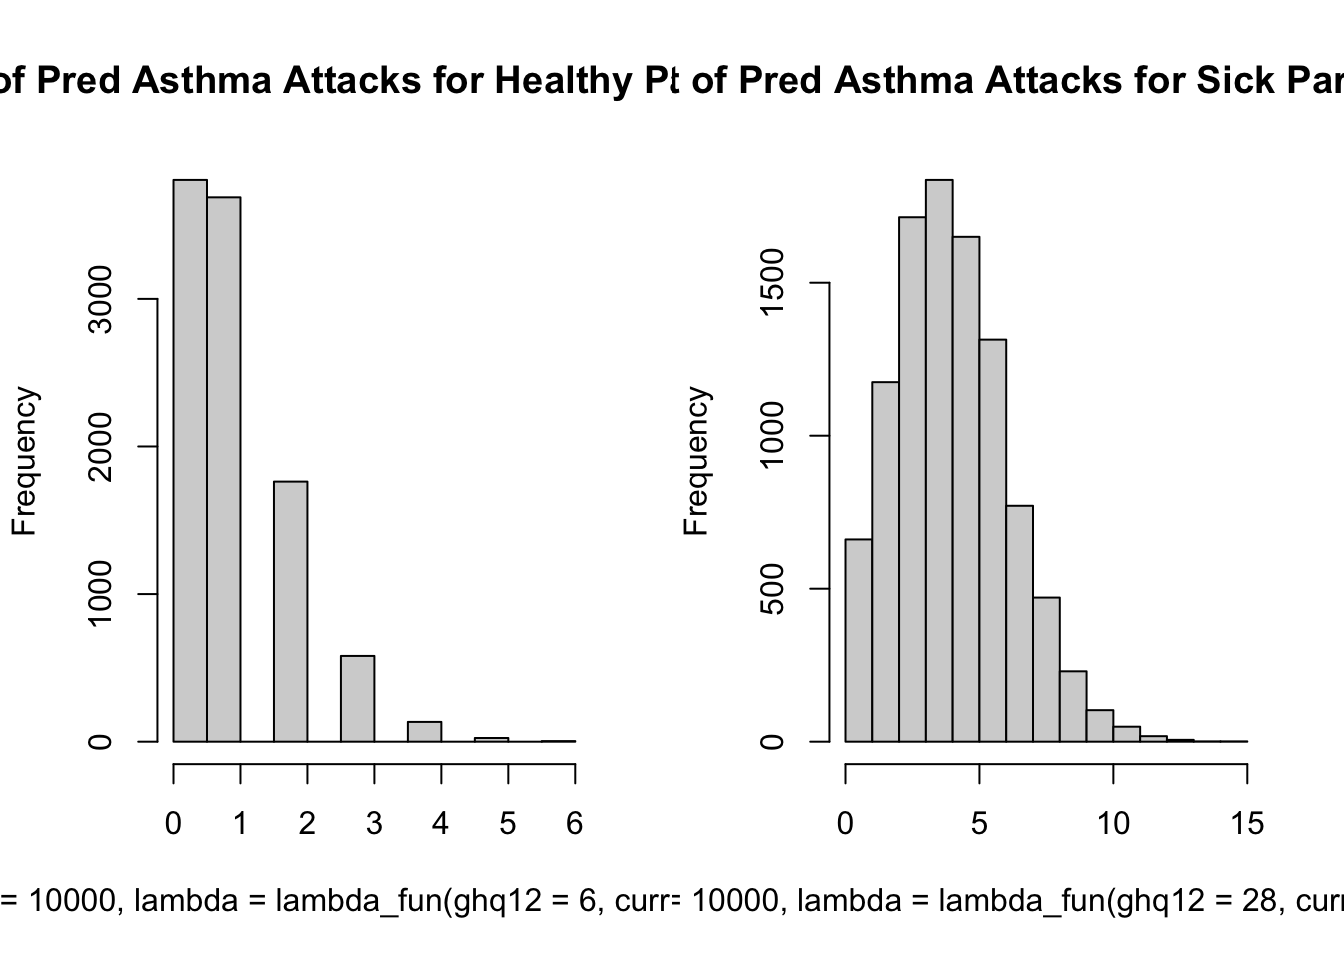 of Pred Asthma Attacks for Healthy P
t of Pred Asthma Attacks for Sick Par
Frequency
0
1000
2000
3000
0 1 2 3 4 5 6
= 10000, lambda = lambda_fun(ghq12 = 6, curr
Frequency
0
500
1000
1500
0 5 10 15
= 10000, lambda = lambda_fun(ghq12 = 28, curr